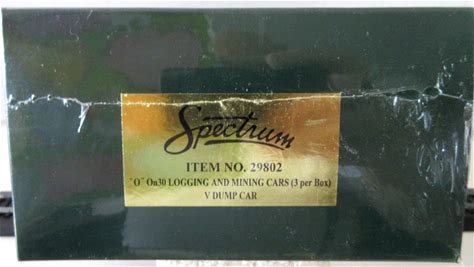 Spectrum
ITEM NO. 29802
"O" On30 LOGGING AND MINING CARS (3 per Box)
V DUMP CAR